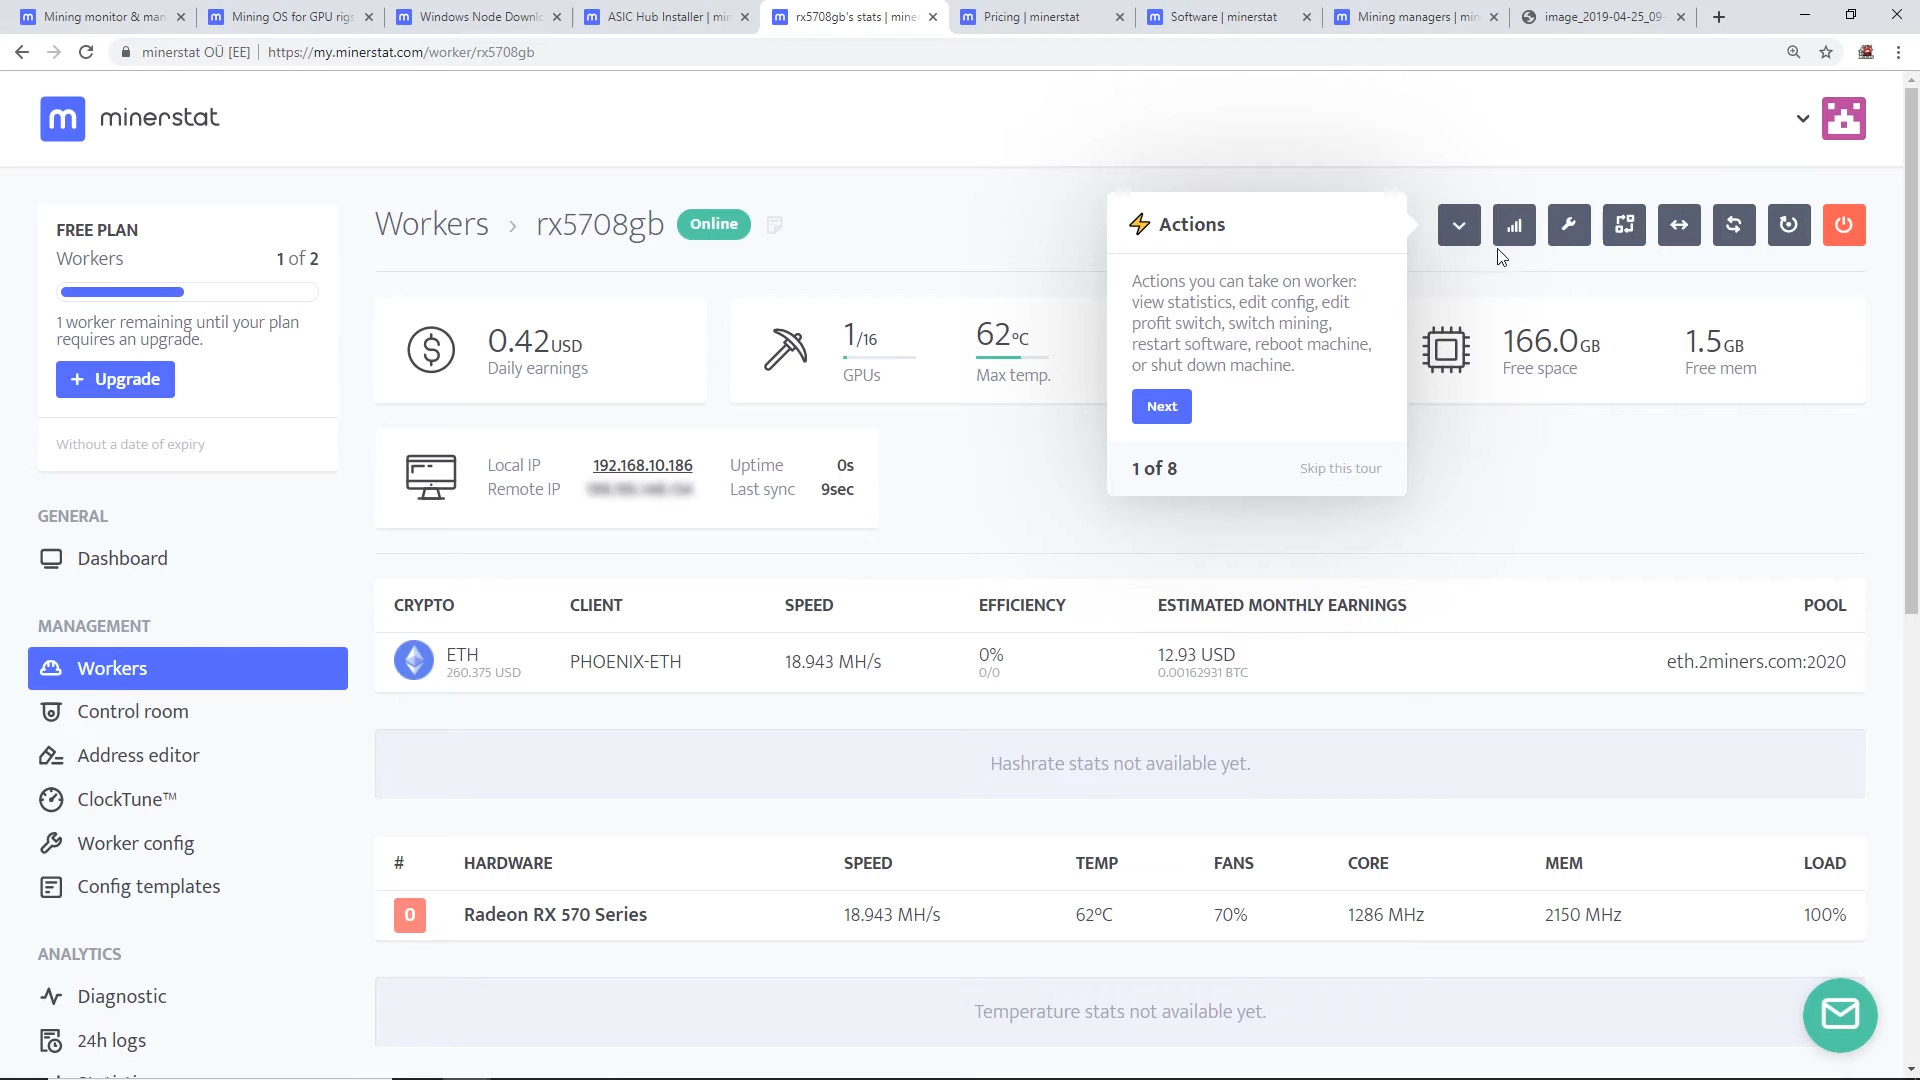 Mining monitor & man
Mining OS for GPU rigs
Windows Node Downlo
ASIC Hub Installer | min
rx5708gb's stats | mine
Pricing | minerstat
Software | minerstat
Mining managers | min
image_2019-04-25_09-
minerstat OÜ [EE] | https://my.minerstat.com/worker/rx5708gb
m minerstat
FREE PLAN
Workers 1 of 2
1 worker remaining until your plan
requires an upgrade.
+ Upgrade
Without a date of expiry
GENERAL
Dashboard
MANAGEMENT
Workers
Control room
Address editor
ClockTune™
Worker config
Config templates
ANALYTICS
Diagnostic
24h logs
Workers > rx5708gb Online
0.42 USD
Daily earnings
1/16
GPUs
62°C
Max temp.
Actions
Actions you can take on worker:
view statistics, edit config, edit
profit switch, switch mining,
restart software, reboot machine,
or shut down machine.
Next
1 of 8 Skip this tour
166.0 GB
Free space
1.5 GB
Free mem
Local IP 192.168.10.186 Uptime 0s
Remote IP Last sync 9sec
CRYPTO CLIENT SPEED EFFICIENCY ESTIMATED MONTHLY EARNINGS POOL
ETH PHOENIX-ETH 18.943 MH/s 0% 12.93 USD eth.2miners.com:2020
260.375 USD 0/0 0.00162931 BTC
Hashrate stats not available yet.
# HARDWARE SPEED TEMP FANS CORE MEM LOAD
0 Radeon RX 570 Series 18.943 MH/s 62°C 70% 1286 MHz 2150 MHz 100%
Temperature stats not available yet.